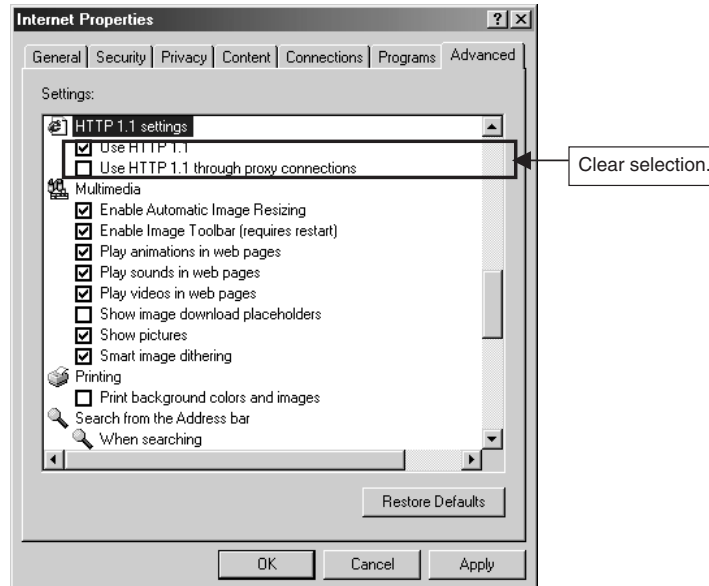 Internet Properties
General Security Privacy Content Connections Programs Advanced
Settings:
HTTP 1.1 settings
Use HTTP 1.1
Use HTTP 1.1 through proxy connections
Clear selection.
Multimedia
Enable Automatic Image Resizing
Enable Image Toolbar (requires restart)
Play animations in web pages
Play sounds in web pages
Play videos in web pages
Show image download placeholders
Show pictures
Smart image dithering
Printing
Print background colors and images
Search from the Address bar
When searching
Restore Defaults
OK Cancel Apply